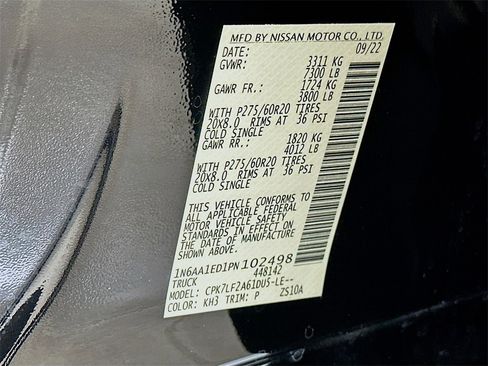 MFD BY NISSAN MOTOR CO., LTD.
DATE: 09/22
GVWR: 3311 KG
7300 LB
GAWR FR.: 1724 KG
3800 LB
WITH P275/60R20 TIRES
20X8.0 RIMS AT 36 PSI
COLD SINGLE
GAWR RR.: 1820 KG
4012 LB
WITH P275/60R20 TIRES
20X8.0 RIMS AT 36 PSI
COLD SINGLE
THIS VEHICLE CONFORMS TO
ALL APPLICABLE FEDERAL
MOTOR VEHICLE SAFETY
STANDARDS IN EFFECT ON
THE DATE OF MANUFACTURE
SHOWN ABOVE.
1N6AA1ED1PN102498
TRUCK 448142
MODEL: CPK7LF2A61DU5-LE--
COLOR: KH3 TRIM: P ZS10A